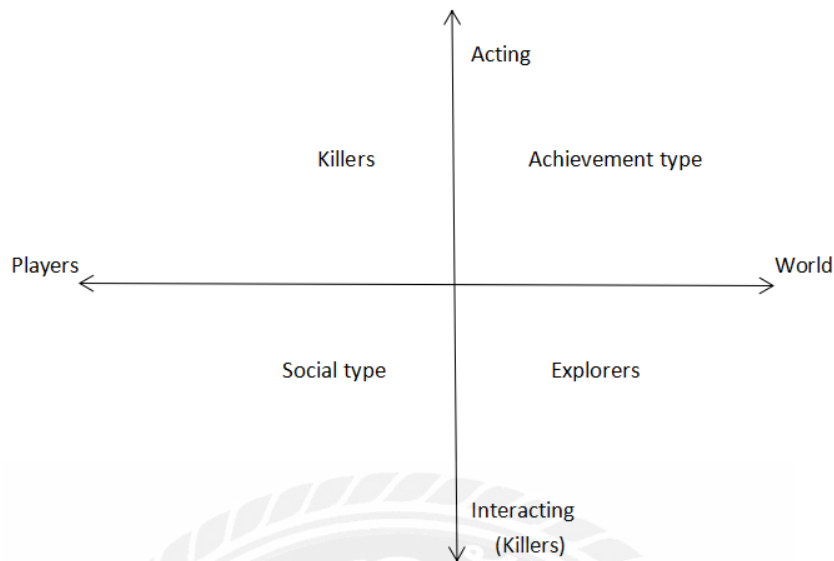 Acting
Killers
Achievement type
Players
World
Social type
Explorers
Interacting
(Killers)